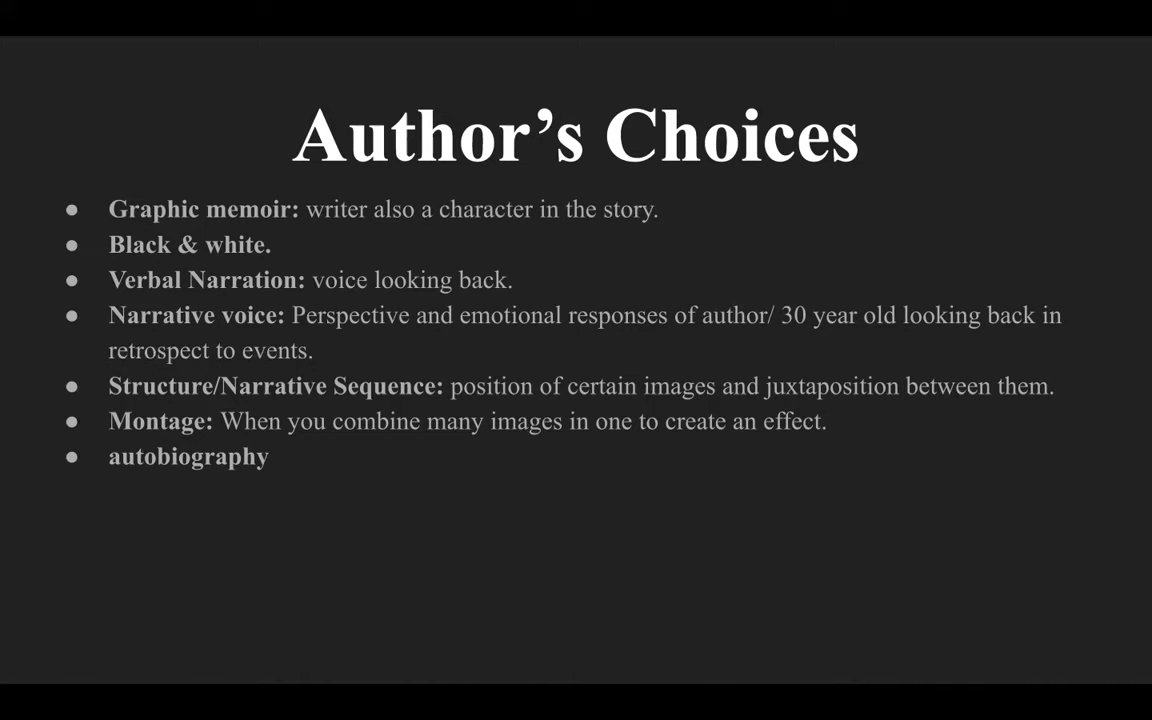 Author’s Choices
● Graphic memoir: writer also a character in the story.
● Black & white.
● Verbal Narration: voice looking back.
● Narrative voice: Perspective and emotional responses of author/ 30 year old looking back in
retrospect to events.
● Structure/Narrative Sequence: position of certain images and juxtaposition between them.
● Montage: When you combine many images in one to create an effect.
● autobiography